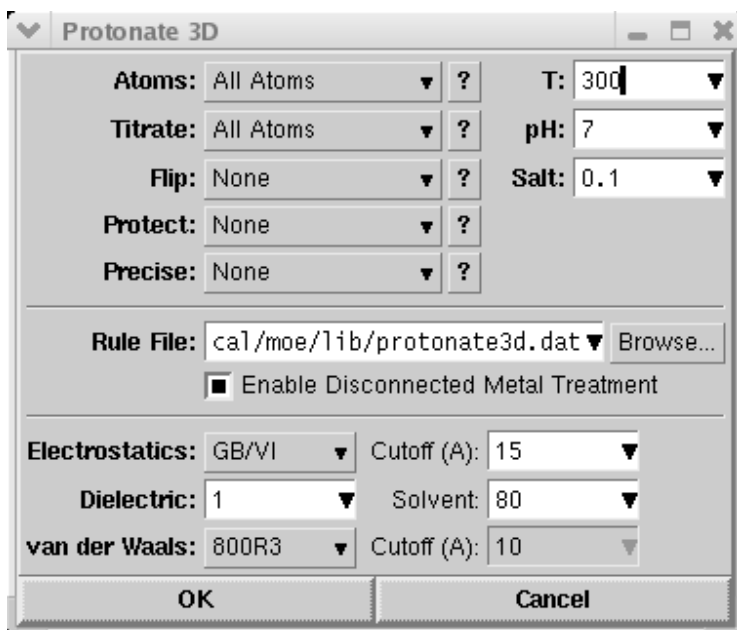 Protonate 3D
Atoms: All Atoms ? T: 300
Titrate: All Atoms ? pH: 7
Flip: None ? Salt: 0.1
Protect: None ?
Precise: None ?
Rule File: cal/moe/lib/protonate3d.dat Browse...
Enable Disconnected Metal Treatment
Electrostatics: GB/VI Cutoff (A): 15
Dielectric: 1 Solvent: 80
van der Waals: 800R3 Cutoff (A): 10
OK Cancel